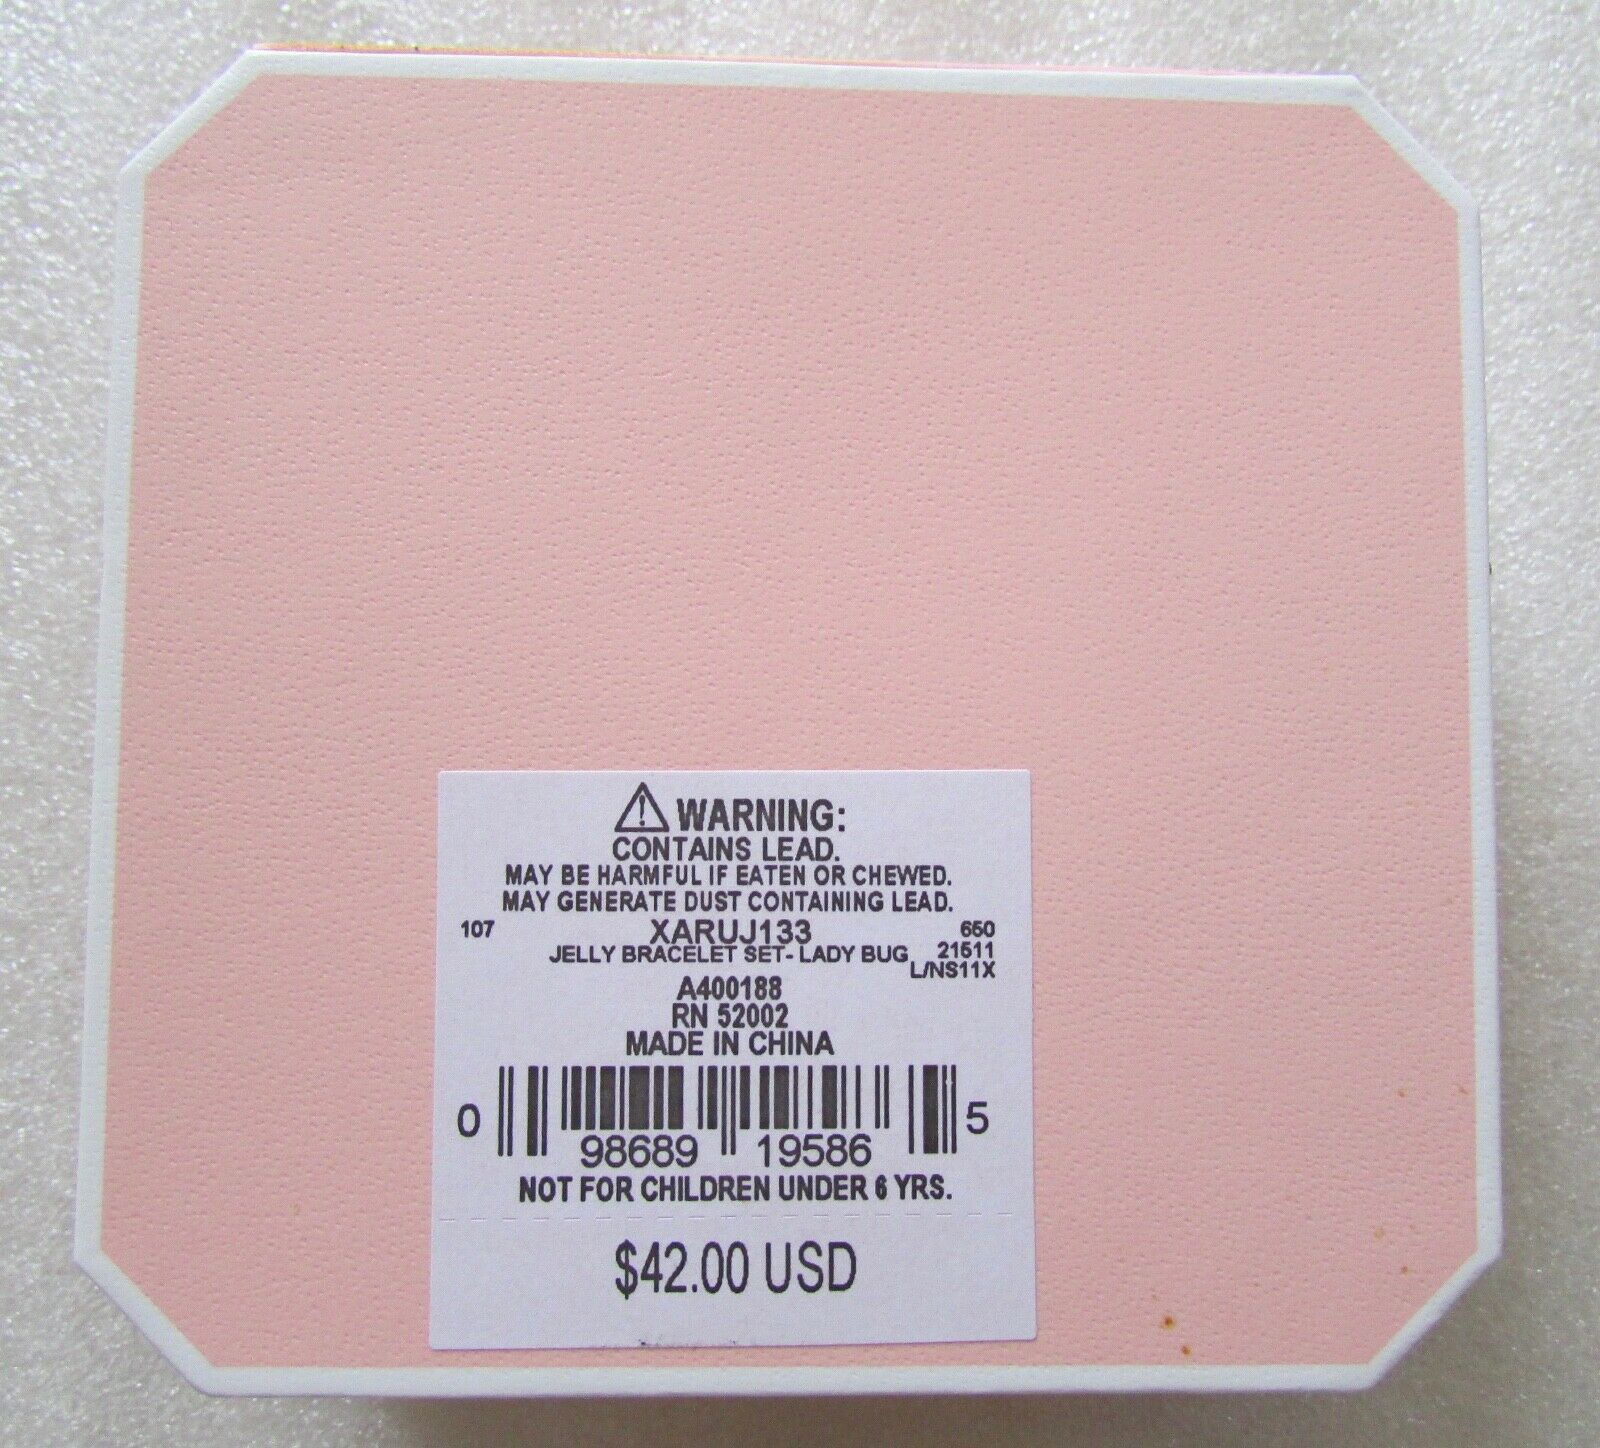 WARNING:
CONTAINS LEAD.
MAY BE HARMFUL IF EATEN OR CHEWED.
MAY GENERATE DUST CONTAINING LEAD.
107 XARUJ133 650
JELLY BRACELET SET- LADY BUG 21511
L/NS11X
A400188
RN 52002
MADE IN CHINA
0 98689 19586 5
NOT FOR CHILDREN UNDER 6 YRS.
$42.00 USD